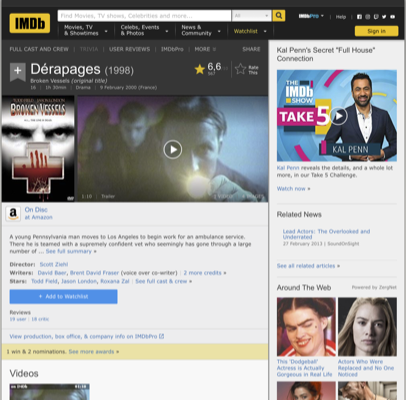 IMDb
Find Movies, TV shows, Celebrities and more...
All
IMDbPro
Help
Movies, TV
& Showtimes
Celebs, Events
& Photos
News &
Community
Watchlist
Sign in
FULL CAST AND CREW | TRIVIA | USER REVIEWS | IMDbPro | MORE
SHARE
Dérapages (1998)
Broken Vessels (original title)
16 | 1h 30min | Drama | 9 February 2000 (France)
6,6
Rate
This
BROKEN VESSELS
1:10 | Trailer
On Disc
at Amazon
A young Pennsylvania man moves to Los Angeles to begin work for an ambulance service.
There he is teamed with a supremely confident vet who seemingly has gone through a large
number of ... See full summary »
Director: Scott Ziehl
Writers: David Baer, Brent David Fraser (voice over co-writer) | 2 more credits »
Stars: Todd Field, Jason London, Roxana Zal | See full cast & crew »
+ Add to Watchlist
Reviews
19 user | 18 critic
View production, box office, & company info on IMDbPro
1 win & 2 nominations. See more awards »
Videos
Kal Penn's Secret "Full House"
Connection
THE IMDb SHOW
TAKE 5
KAL PENN
Kal Penn reveals the details, and a whole lot
more, in our Take 5 Challenge.
Watch now »
Related News
Lead Actors: The Overlooked and
Underrated
27 February 2013 | SoundOnSight
See all related articles »
Around The Web
Powered by ZergNet
This 'Dodgeball'
Actress is Actually
Gorgeous in Real Life
Actors Who Were
Replaced and No One
Noticed